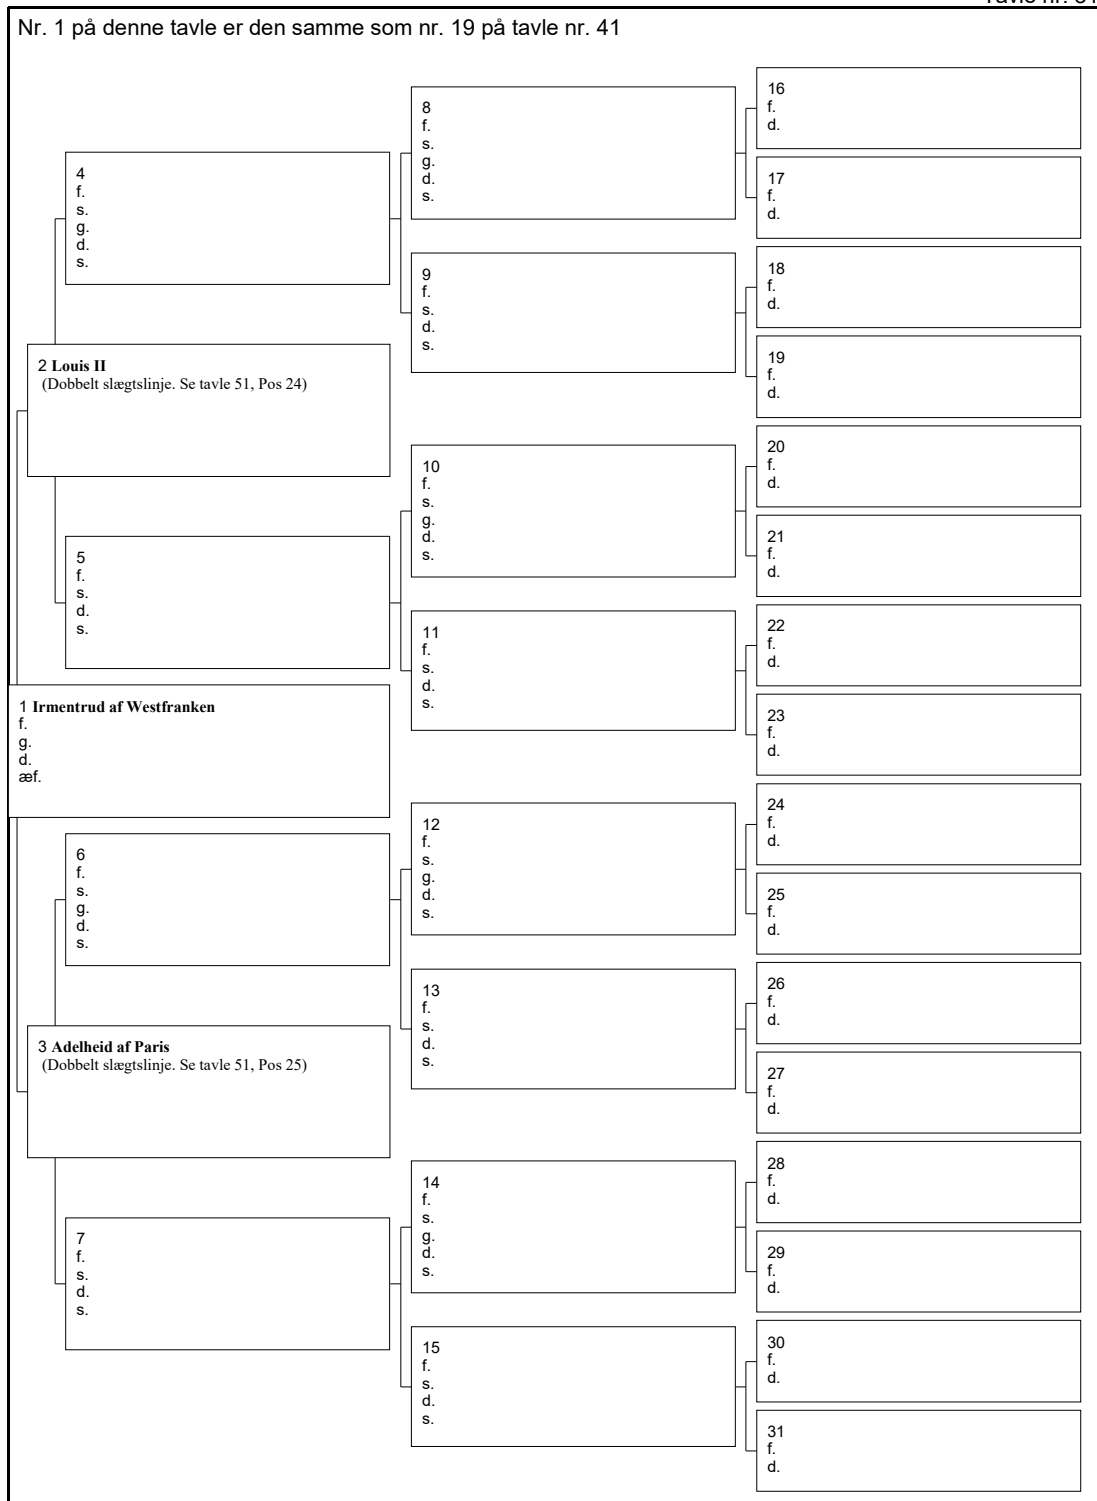 Nr. 1 på denne tavle er den samme som nr. 19 på tavle nr. 41
16
f.
d.
8
f.
s.
g.
d.
s.
17
f.
d.
4
f.
s.
g.
d.
s.
18
f.
d.
9
f.
s.
d.
s.
19
f.
d.
2 Louis II
(Dobbelt slægtslinje. Se tavle 51, Pos 24)
20
f.
d.
10
f.
s.
g.
d.
s.
21
f.
d.
5
f.
s.
d.
s.
22
f.
d.
11
f.
s.
d.
s.
23
f.
d.
1 Irmentrud af Westfranken
f.
g.
d.
æf.
24
f.
d.
12
f.
s.
g.
d.
s.
25
f.
d.
6
f.
s.
g.
d.
s.
26
f.
d.
13
f.
s.
d.
s.
27
f.
d.
3 Adelheid af Paris
(Dobbelt slægtslinje. Se tavle 51, Pos 25)
28
f.
d.
14
f.
s.
g.
d.
s.
29
f.
d.
7
f.
s.
d.
s.
30
f.
d.
15
f.
s.
d.
s.
31
f.
d.